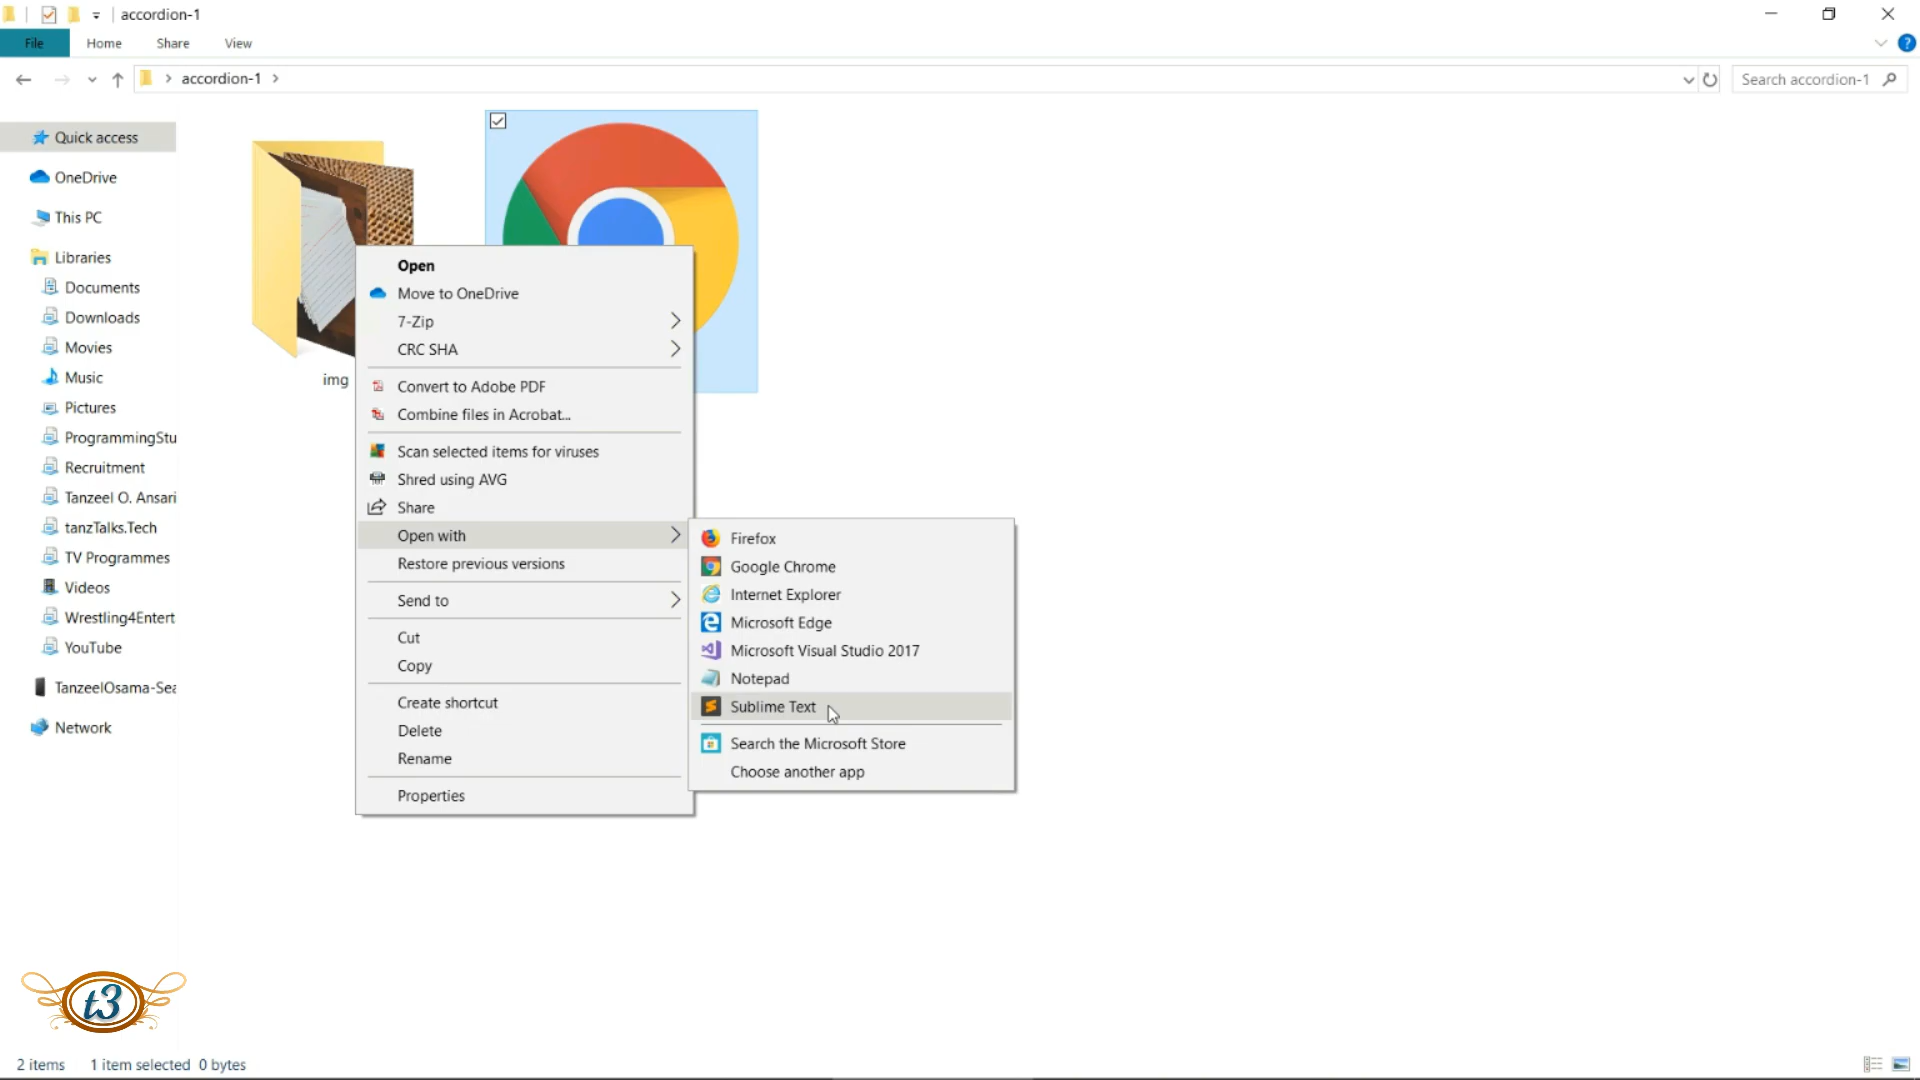 accordion-1
File
Home
Share
View
accordion-1
Search accordion-1
Quick access
OneDrive
This PC
Libraries
Documents
Downloads
Movies
Music
Pictures
ProgrammingStu
Recruitment
Tanzeel O. Ansari
tanzTalks.Tech
TV Programmes
Videos
Wrestling4Entert
YouTube
TanzeelOsama-Sea
Network
img
Open
Move to OneDrive
7-Zip
CRC SHA
Convert to Adobe PDF
Combine files in Acrobat...
Scan selected items for viruses
Shred using AVG
Share
Open with
Restore previous versions
Send to
Cut
Copy
Create shortcut
Delete
Rename
Properties
Firefox
Google Chrome
Internet Explorer
Microsoft Edge
Microsoft Visual Studio 2017
Notepad
Sublime Text
Search the Microsoft Store
Choose another app
t3
2 items
1 item selected 0 bytes